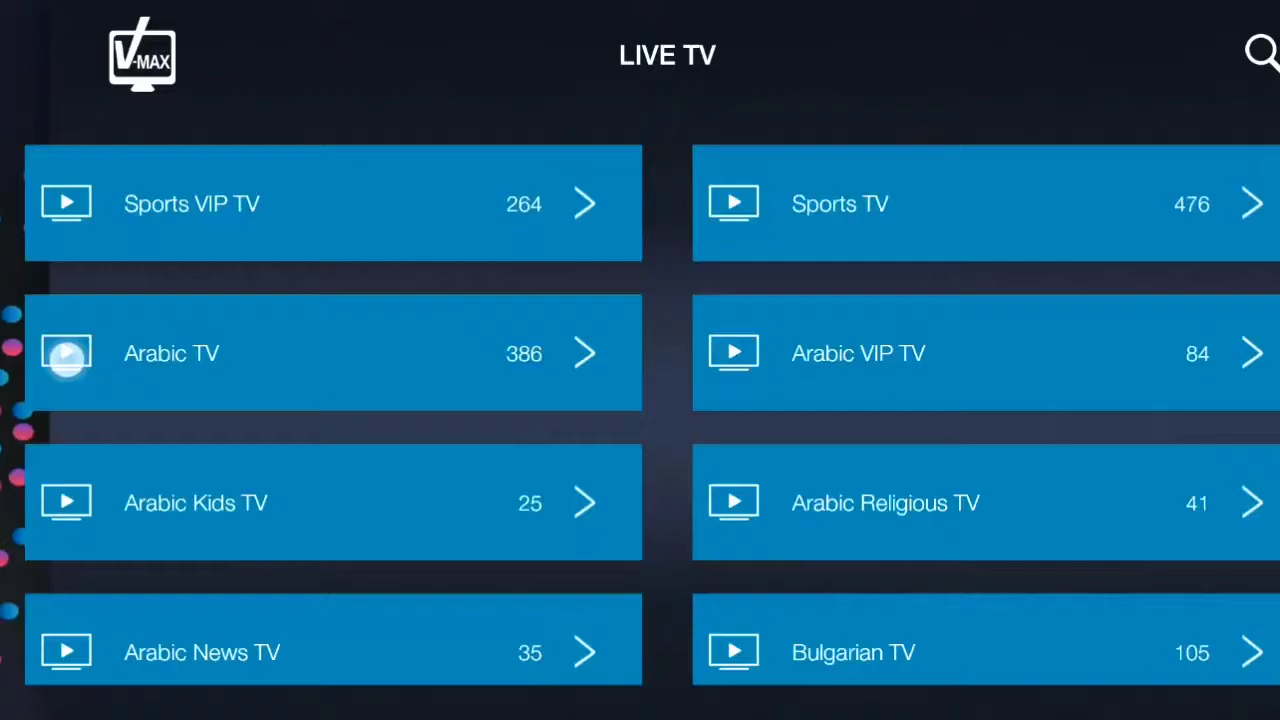 V-MAX
LIVE TV
Sports VIP TV 264
Sports TV 476
Arabic TV 386
Arabic VIP TV 84
Arabic Kids TV 25
Arabic Religious TV 41
Arabic News TV 35
Bulgarian TV 105